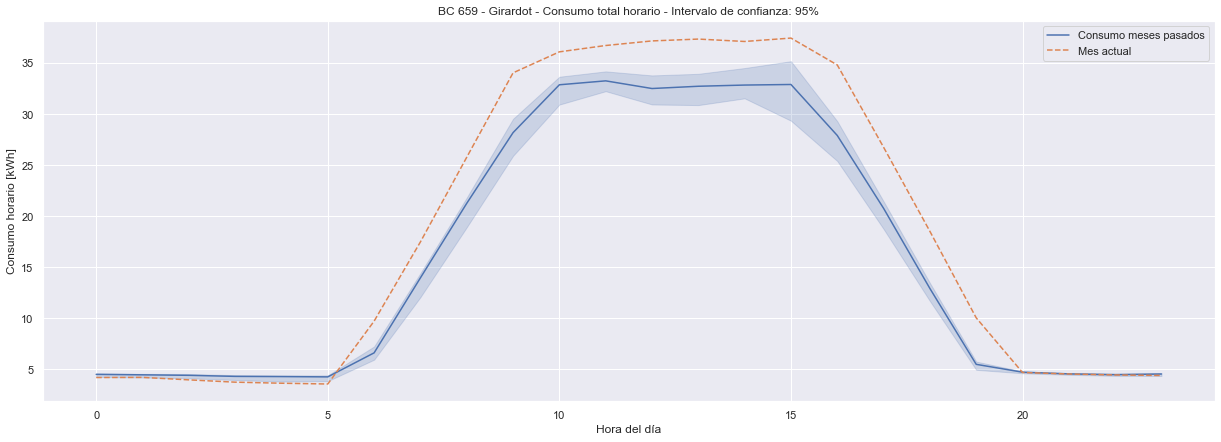 BC 659 - Girardot - Consumo total horario - Intervalo de confianza: 95%
Consumo meses pasados
Mes actual
Consumo horario [kWh]
35
30
25
20
15
10
5
0 5 10 15 20
Hora del día